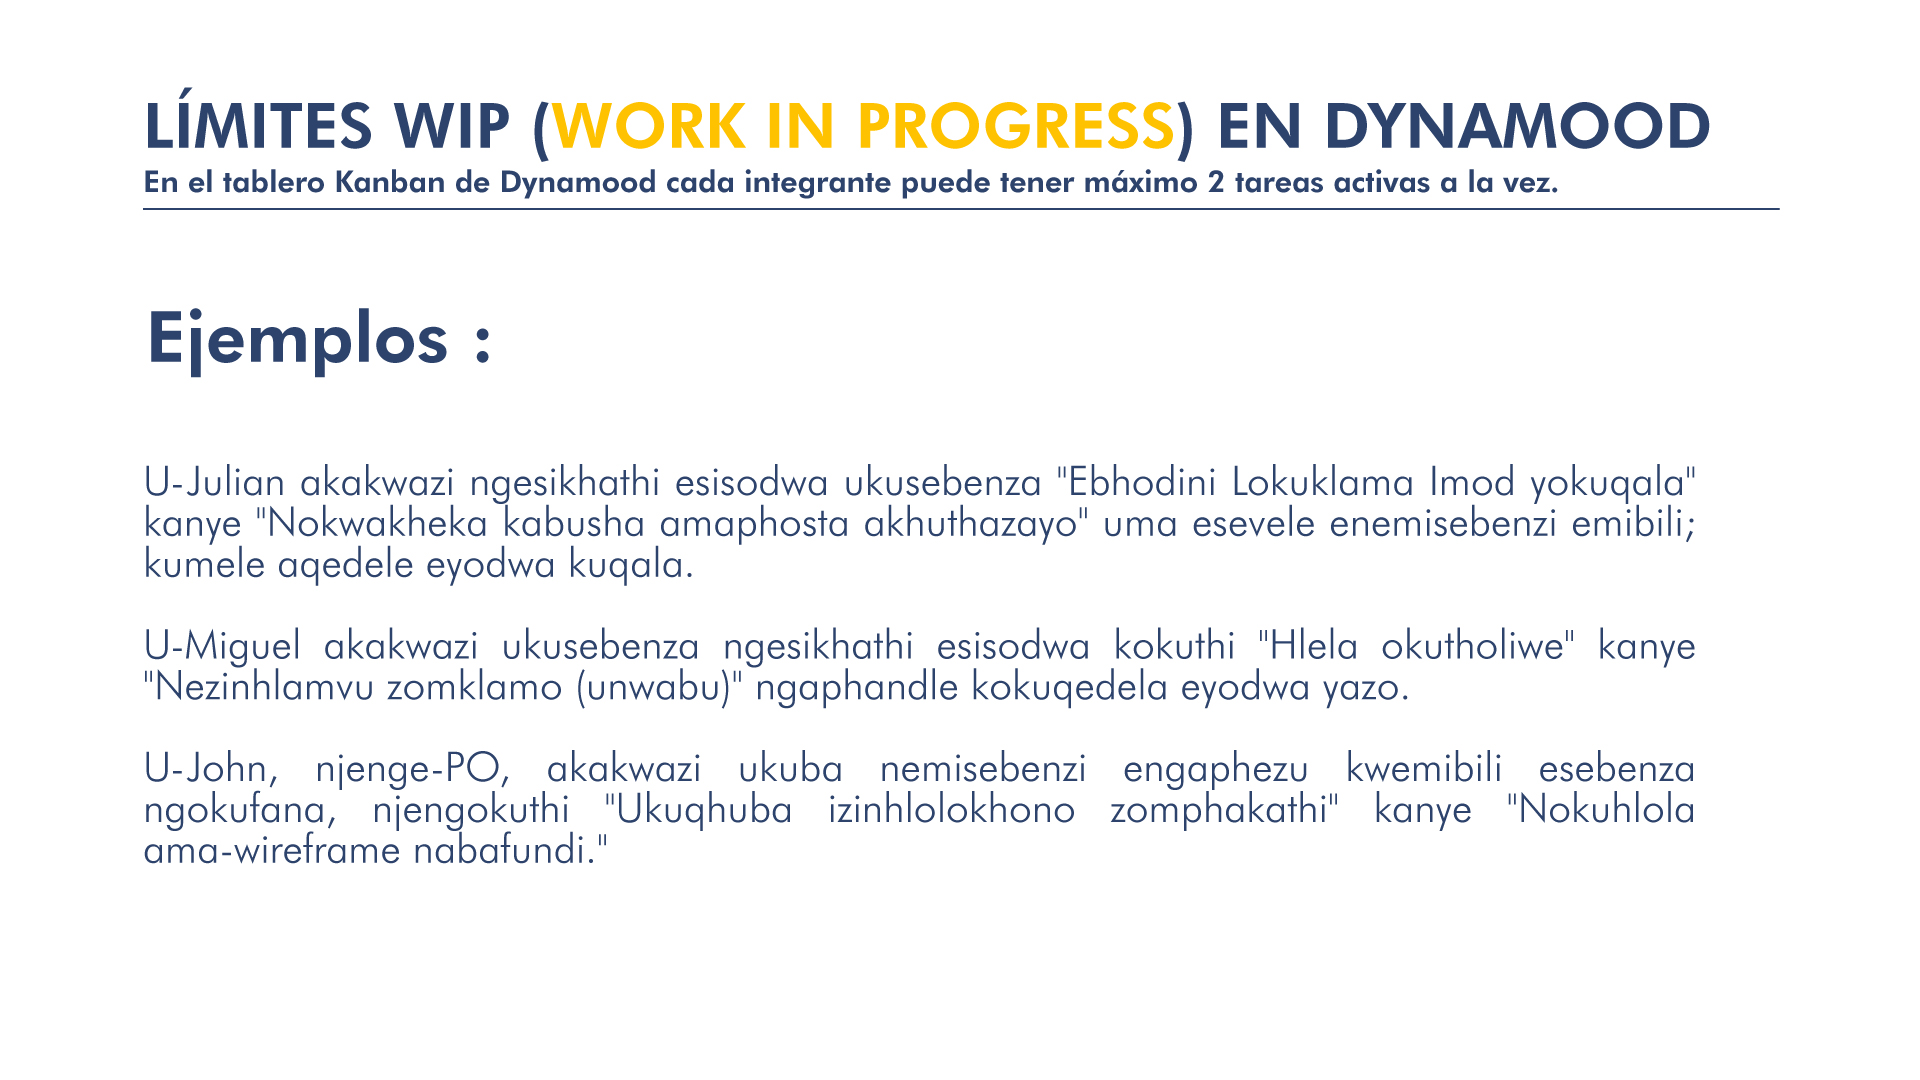 LÍMITES WIP (WORK IN PROGRESS) EN DYNAMOOD
En el tablero Kanban de Dynamood cada integrante puede tener máximo 2 tareas activas a la vez.
Ejemplos :
U-Julian akakwazi ngesikhathi esisodwa ukusebenza "Ebhodini Lokuklama Imod yokuqala"
kanye "Nokwakheka kabusha amaphosta akhuthazayo" uma esevele enemisebenzi emibili;
kumele aqedele eyodwa kuqala.
U-Miguel akakwazi ukusebenza ngesikhathi esisodwa kokuthi "Hlela okutholiwe" kanye
"Nezinhlamvu zomklamo (unwabu)" ngaphandle kokuqedela eyodwa yazo.
U-John, njenge-PO, akakwazi ukuba nemisebenzi engaphezu kwemibili esebenza
ngokufana, njengokuthi "Ukuqhuba izinhlolokhono zomphakathi" kanye "Nokuhlola
ama-wireframe nabafundi."